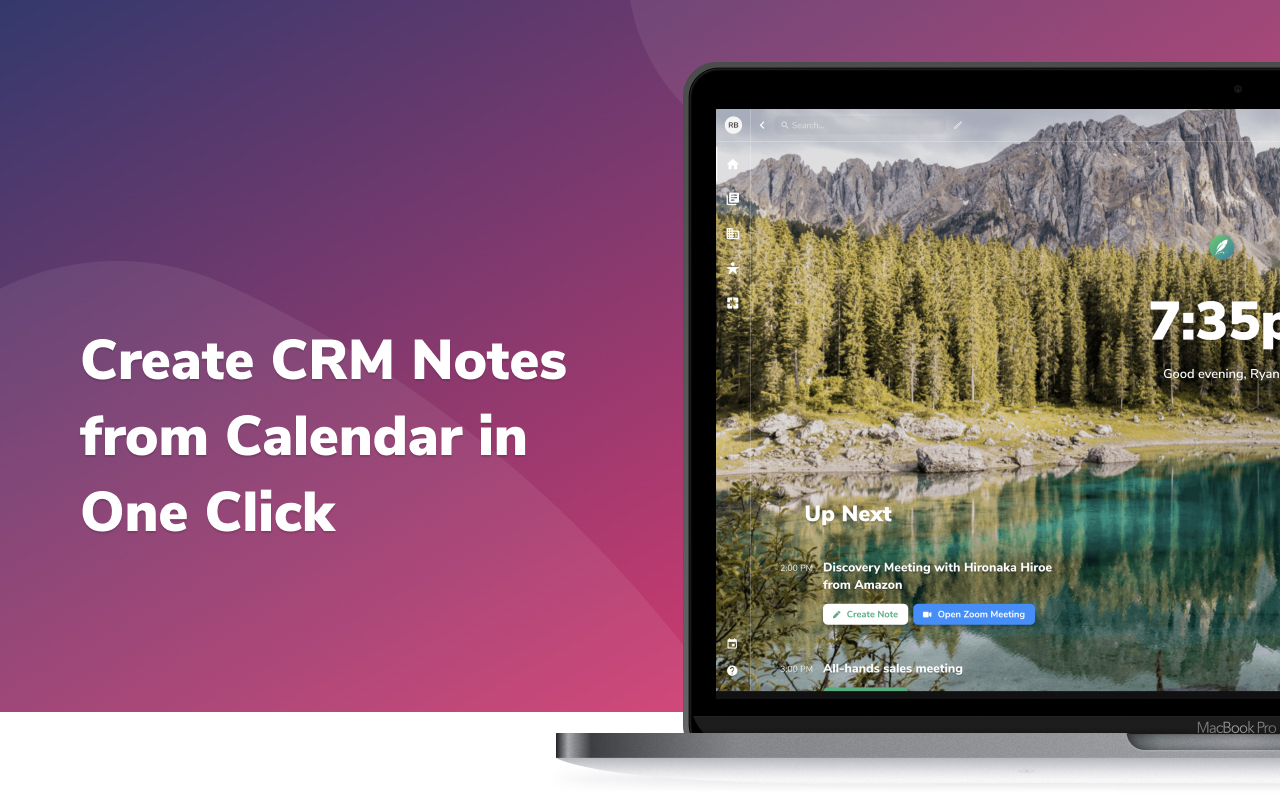 Create CRM Notes
from Calendar in
One Click
RB
Search...
7:35p
Good evening, Ryan
Up Next
2:00 PM
Discovery Meeting with Hironaka Hiroe
from Amazon
Create Note
Open Zoom Meeting
3:00 PM
All-hands sales meeting
MacBook Pro